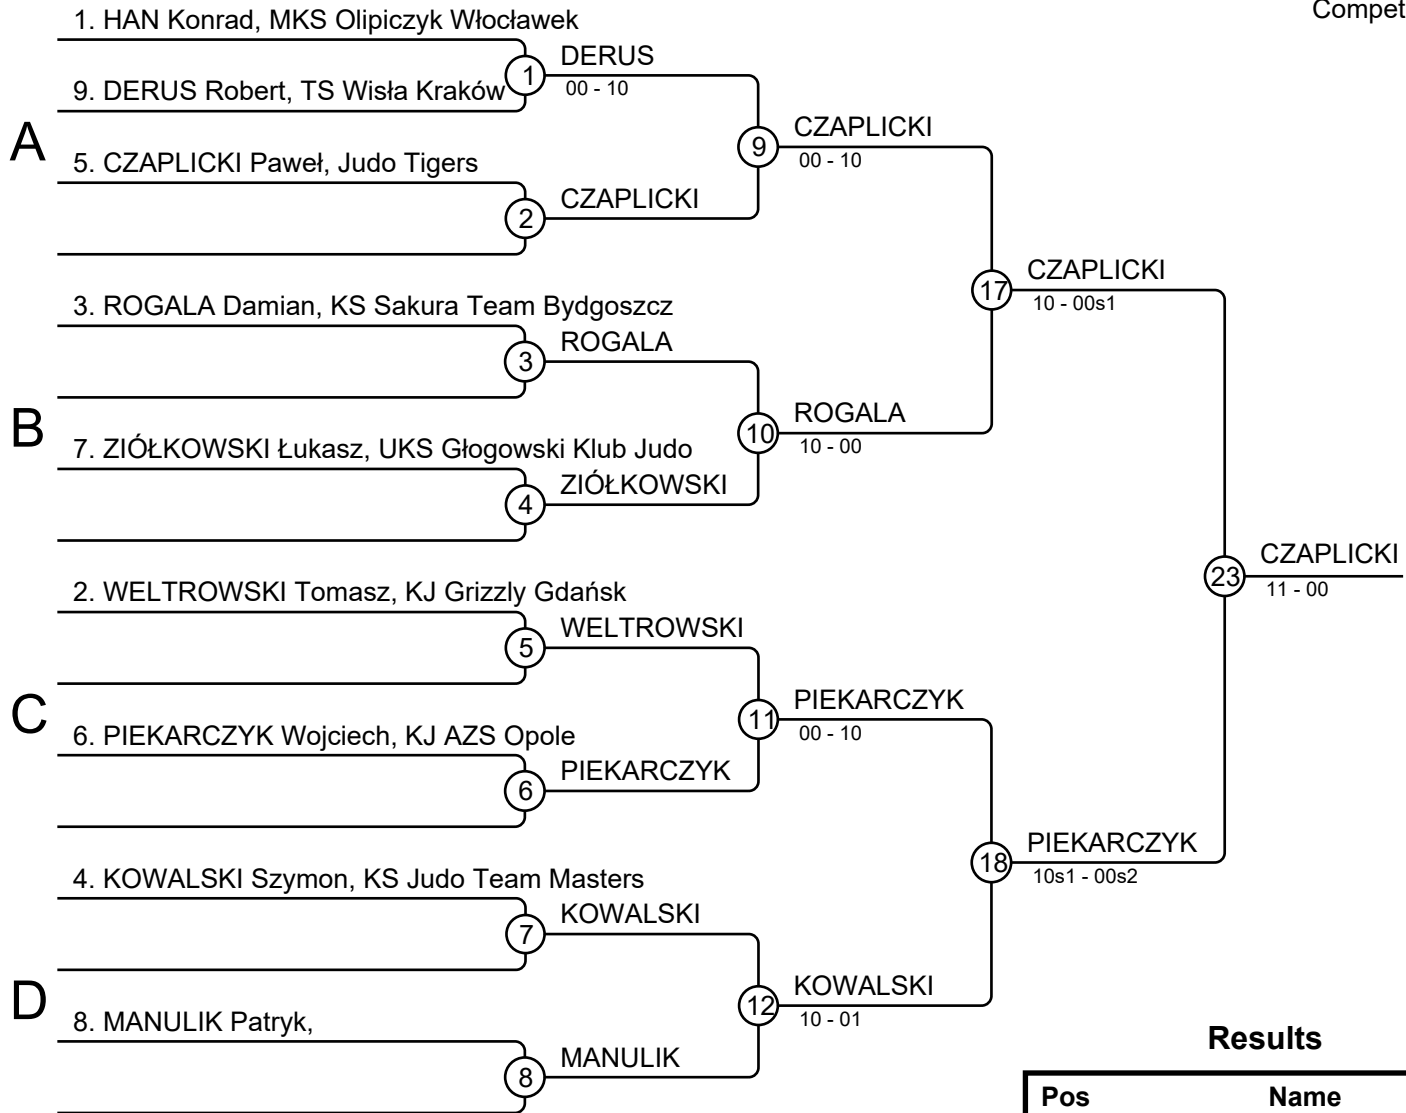 Compet
1. HAN Konrad, MKS Olipiczyk Włocławek
DERUS
1
00 - 10
9. DERUS Robert, TS Wisła Kraków
A
CZAPLICKI
9
00 - 10
5. CZAPLICKI Paweł, Judo Tigers
CZAPLICKI
2
CZAPLICKI
17
10 - 00s1
3. ROGALA Damian, KS Sakura Team Bydgoszcz
ROGALA
3
B
ROGALA
10
10 - 00
7. ZIÓŁKOWSKI Łukasz, UKS Głogowski Klub Judo
ZIÓŁKOWSKI
4
CZAPLICKI
23
11 - 00
2. WELTROWSKI Tomasz, KJ Grizzly Gdańsk
WELTROWSKI
5
C
PIEKARCZYK
11
00 - 10
6. PIEKARCZYK Wojciech, KJ AZS Opole
PIEKARCZYK
6
PIEKARCZYK
18
10s1 - 00s2
4. KOWALSKI Szymon, KS Judo Team Masters
KOWALSKI
7
D
KOWALSKI
12
10 - 01
8. MANULIK Patryk,
MANULIK
8
Results
Pos Name